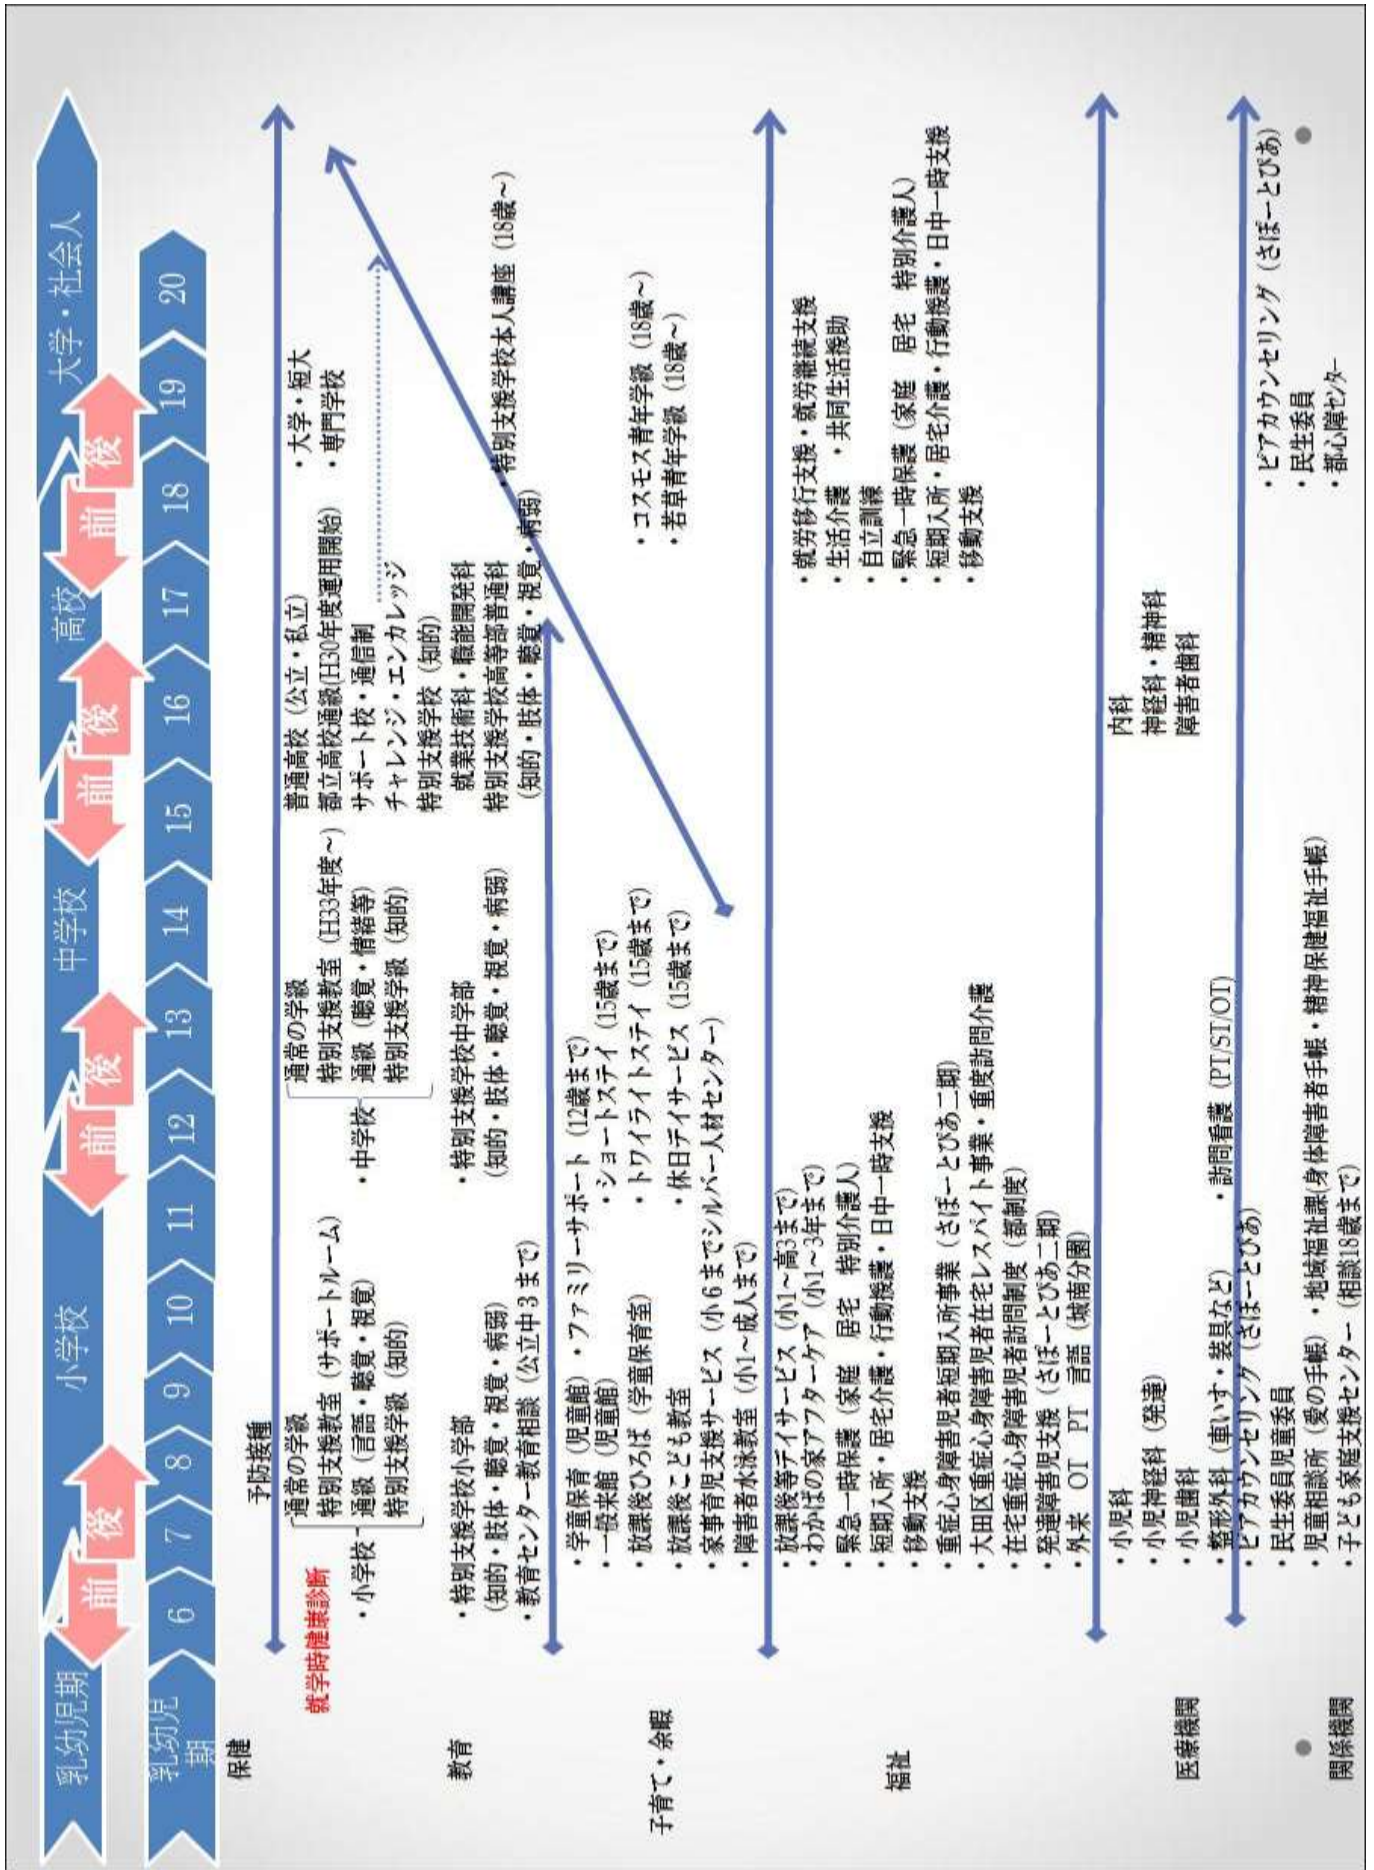 乳幼児期
小学校
中学校
高校
大学・社会人
前
後
前
後
前
後
前
後
乳幼児
期
6
7
8
9
10
11
12
13
14
15
16
17
18
19
20
保健
予防接種
就学時健康診断
教育
・小学校
通常の学級
特別支援教室（サポートルーム）
通級（言語・聴覚・視覚）
特別支援学級（知的）
・特別支援学校小学部
（知的・肢体・聴覚・視覚・病弱）
・教育センター教育相談（公立中３まで）
・中学校
通常の学級
特別支援教室（H33年度～）
通級（聴覚・情緒等）
特別支援学級（知的）
・特別支援学校中学部
（知的・肢体・聴覚・視覚・病弱）
普通高校（公立・私立）
都立高校通級(H30年度運用開始)
サポート校・通信制
チャレンジ・エンカレッジ
特別支援学校（知的）
就業技術科・職能開発科
特別支援学校高等部普通科
（知的・肢体・聴覚・視覚・病弱）
・大学・短大
・専門学校
・特別支援学校本人講座（18歳～）
子育て・余暇
・学童保育（児童館）・ファミリーサポート（12歳まで）
・一般来館（児童館）
・ショートステイ（15歳まで）
・放課後ひろば（学童保育室）
・トワイライトステイ（15歳まで）
・放課後こども教室
・休日デイサービス（15歳まで）
・家事育児支援サービス（小６までシルバー人材センター）
・障害者水泳教室（小1～成人まで）
・コスモス青年学級（18歳～）
・若草青年学級（18歳～）
福祉
・放課後等デイサービス（小1～高3まで）
・わかばの家アフターケア（小1～3年まで）
・緊急一時保護（家庭　居宅　特別介護人）
・短期入所・居宅介護・行動援護・日中一時支援
・移動支援
・重症心身障害児者短期入所事業（さぽーとぴあ二期）
・大田区重症心身障害児者在宅レスパイト事業・重度訪問介護
・在宅重症心身障害児者訪問制度（都制度）
・発達障害児支援（さぽーとぴあ二期）
・外来　OT　PT　言語（城南分園）
・就労移行支援・就労継続支援
・生活介護　・共同生活援助
・自立訓練
・緊急一時保護（家庭　居宅　特別介護人）
・短期入所・居宅介護・行動援護・日中一時支援
・移動支援
医療機関
・小児科
・小児神経科（発達）
・小児歯科
・整形外科（車いす・装具など）
・訪問看護（PT/ST/OT）
内科
神経科・精神科
障害者歯科
関係機関
・ピアカウンセリング（さぽーとぴあ）
・民生委員児童委員
・児童相談所（愛の手帳）・地域福祉課(身体障害者手帳・精神保健福祉手帳）
・子ども家庭支援センター（相談18歳まで）
・ピアカウンセリング（さぽーとぴあ）
・民生委員
・都心障センター